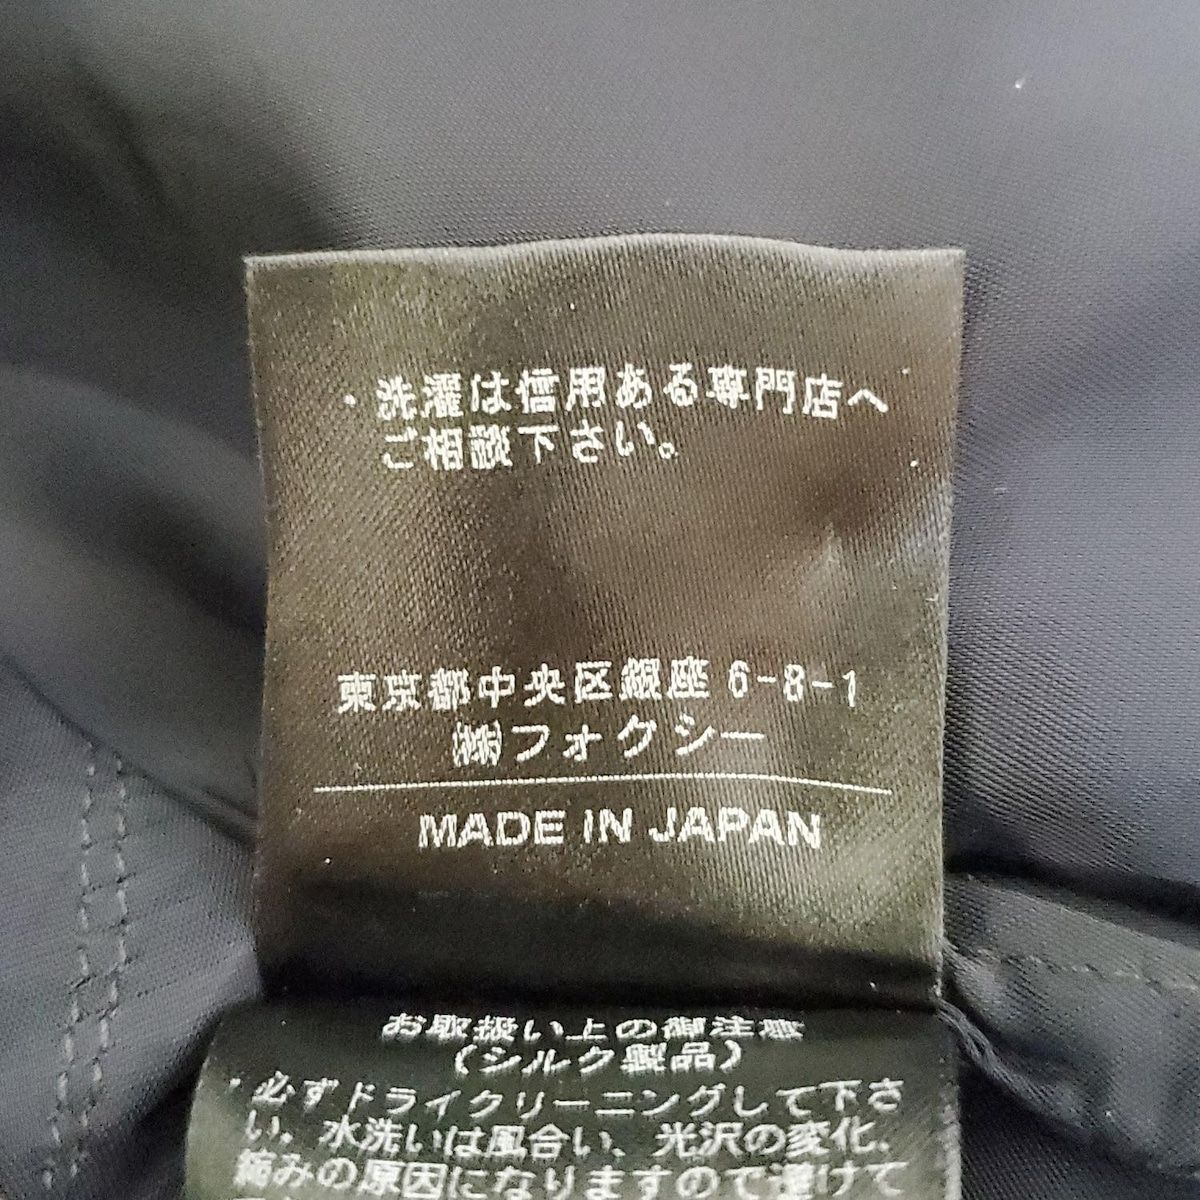 ・洗濯は信用ある専門店へ
ご相談下さい。
東京都中央区銀座6-8-1
㈱フォクシー
MADE IN JAPAN
お取扱い上の御注意
(シルク製品)
・必ずドライクリーニングして下さ
い。水洗いは風合い、光沢の変化、
縮みの原因になりますので避けて